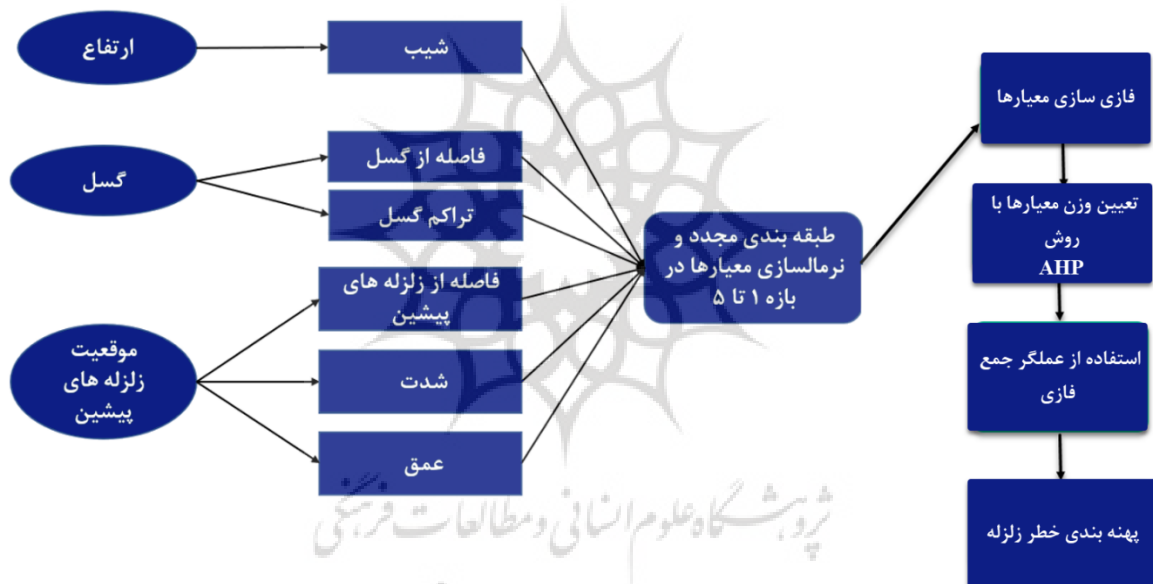 ارتفاع
شیب
گسل
فاصله از گسل
تراکم گسل
موقعیت
زلزله های
پیشین
فاصله از زلزله های
پیشین
شدت
عمق
طبقه بندی مجدد و
نرمالسازی معیارها در
بازه ۱ تا ۵
فازی سازی معیارها
تعیین وزن معیارها با
روش
AHP
استفاده از عملگر جمع
فازی
پهنه بندی خطر زلزله
پژوهشگاه علوم انسانی و مطالعات فرهنگی